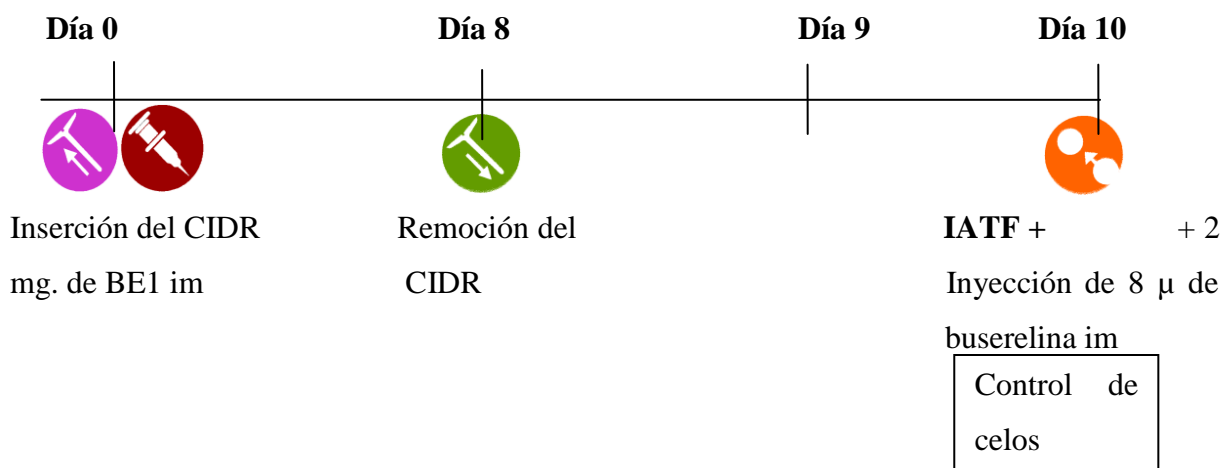 Día 0 Día 8 Día 9 Día 10
Inserción del CIDR Remoción del IATF + + 2
mg. de BE1 im CIDR Inyección de 8 µ de
buserelina im
Control de
celos